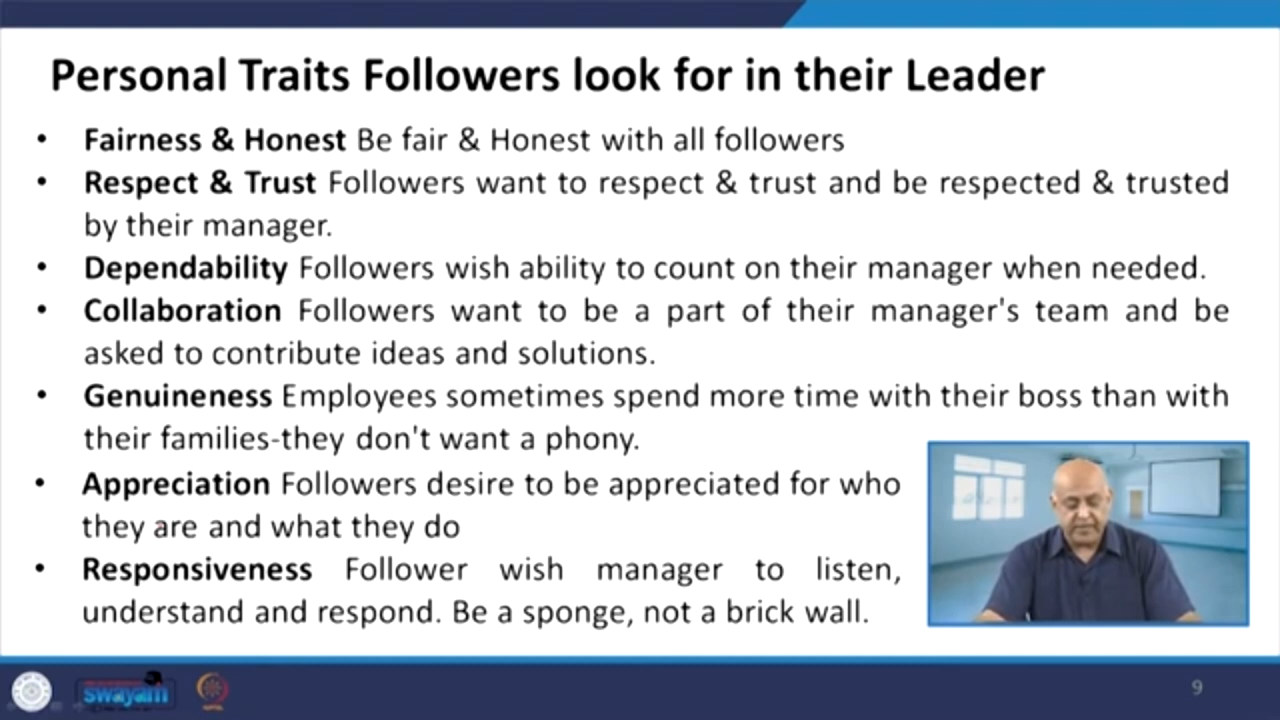 Personal Traits Followers look for in their Leader
• Fairness & Honest Be fair & Honest with all followers
• Respect & Trust Followers want to respect & trust and be respected & trusted
by their manager.
• Dependability Followers wish ability to count on their manager when needed.
• Collaboration Followers want to be a part of their manager's team and be
asked to contribute ideas and solutions.
• Genuineness Employees sometimes spend more time with their boss than with
their families-they don't want a phony.
• Appreciation Followers desire to be appreciated for who
they are and what they do
• Responsiveness Follower wish manager to listen,
understand and respond. Be a sponge, not a brick wall.
swayam
9